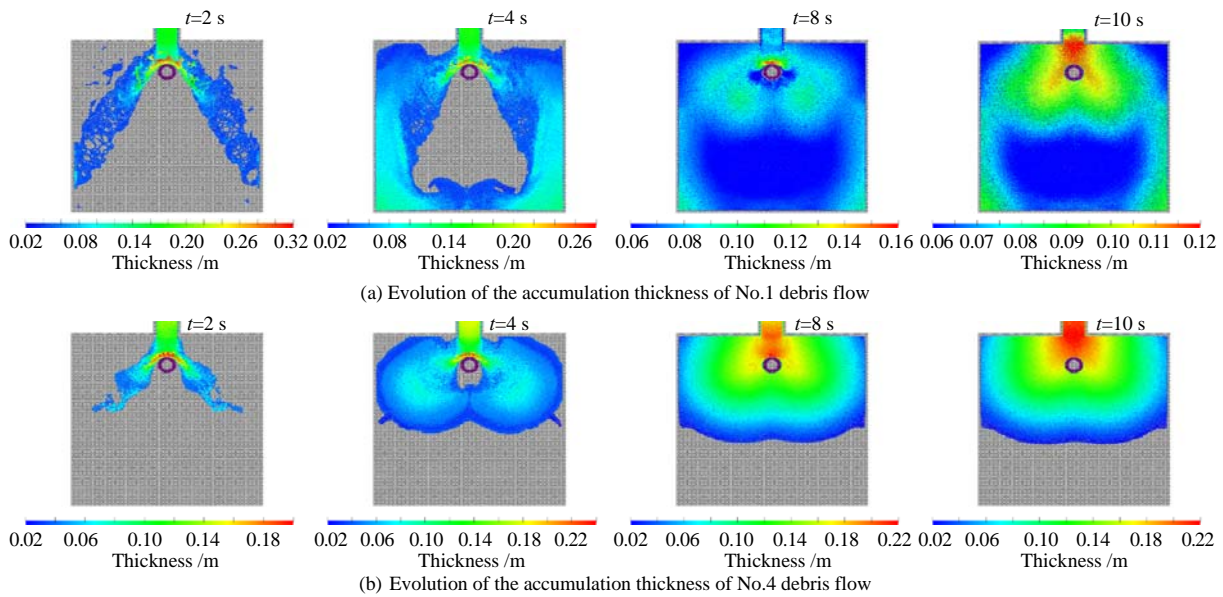 t=2 s t=4 s t=8 s t=10 s
0.02 0.08 0.14 0.20 0.26 0.32 0.02 0.08 0.14 0.20 0.26 0.06 0.08 0.10 0.12 0.14 0.16 0.06 0.07 0.08 0.09 0.10 0.11 0.12
Thickness /m Thickness /m Thickness /m Thickness /m
(a) Evolution of the accumulation thickness of No.1 debris flow
t=2 s t=4 s t=8 s t=10 s
0.02 0.06 0.10 0.14 0.18 0.02 0.06 0.10 0.14 0.18 0.22 0.02 0.06 0.10 0.14 0.18 0.22 0.02 0.06 0.10 0.14 0.18 0.22
Thickness /m Thickness /m Thickness /m Thickness /m
(b) Evolution of the accumulation thickness of No.4 debris flow